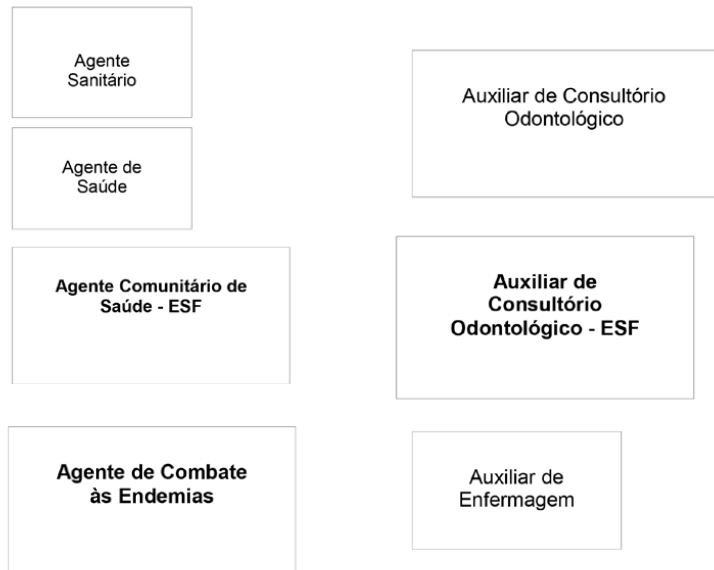 Agente
Sanitário
Agente de
Saúde
Agente Comunitário de
Saúde - ESF
Agente de Combate
às Endemias
Auxiliar de Consultório
Odontológico
Auxiliar de
Consultório
Odontológico - ESF
Auxiliar de
Enfermagem